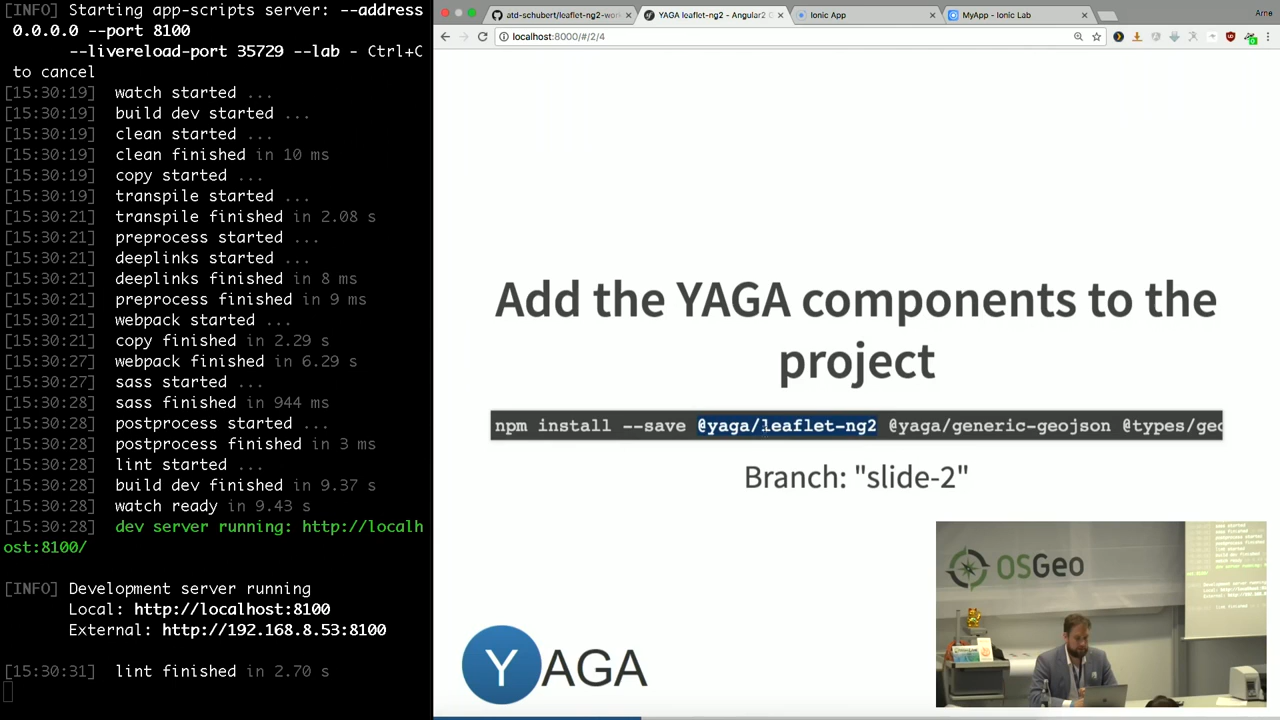 [INFO] Starting app-scripts server: --address
0.0.0.0 --port 8100
--livereload-port 35729 --lab - Ctrl+C
to cancel
[15:30:19] watch started ...
[15:30:19] build dev started ...
[15:30:19] clean started ...
[15:30:19] clean finished in 10 ms
[15:30:19] copy started ...
[15:30:19] transpile started ...
[15:30:21] transpile finished in 2.08 s
[15:30:21] preprocess started ...
[15:30:21] deeplinks started ...
[15:30:21] deeplinks finished in 8 ms
[15:30:21] preprocess finished in 9 ms
[15:30:21] webpack started ...
[15:30:21] copy finished in 2.29 s
[15:30:27] webpack finished in 6.29 s
[15:30:27] sass started ...
[15:30:28] sass finished in 944 ms
[15:30:28] postprocess started ...
[15:30:28] postprocess finished in 3 ms
[15:30:28] lint started ...
[15:30:28] build dev finished in 9.37 s
[15:30:28] watch ready in 9.43 s
[15:30:28] dev server running: http://localh
ost:8100/
[INFO] Development server running
Local: http://localhost:8100
External: http://192.168.8.53:8100
[15:30:31] lint finished in 2.70 s
atd-schubert/leaflet-ng2-wor
YAGA leaflet-ng2 - Angular2 G
Ionic App
MyApp - Ionic Lab
Arne
localhost:8000/#/2/4
Add the YAGA components to the
project
npm install --save @yaga/leaflet-ng2 @yaga/generic-geojson @types/geo
Branch: "slide-2"
YAGA
OSGeo